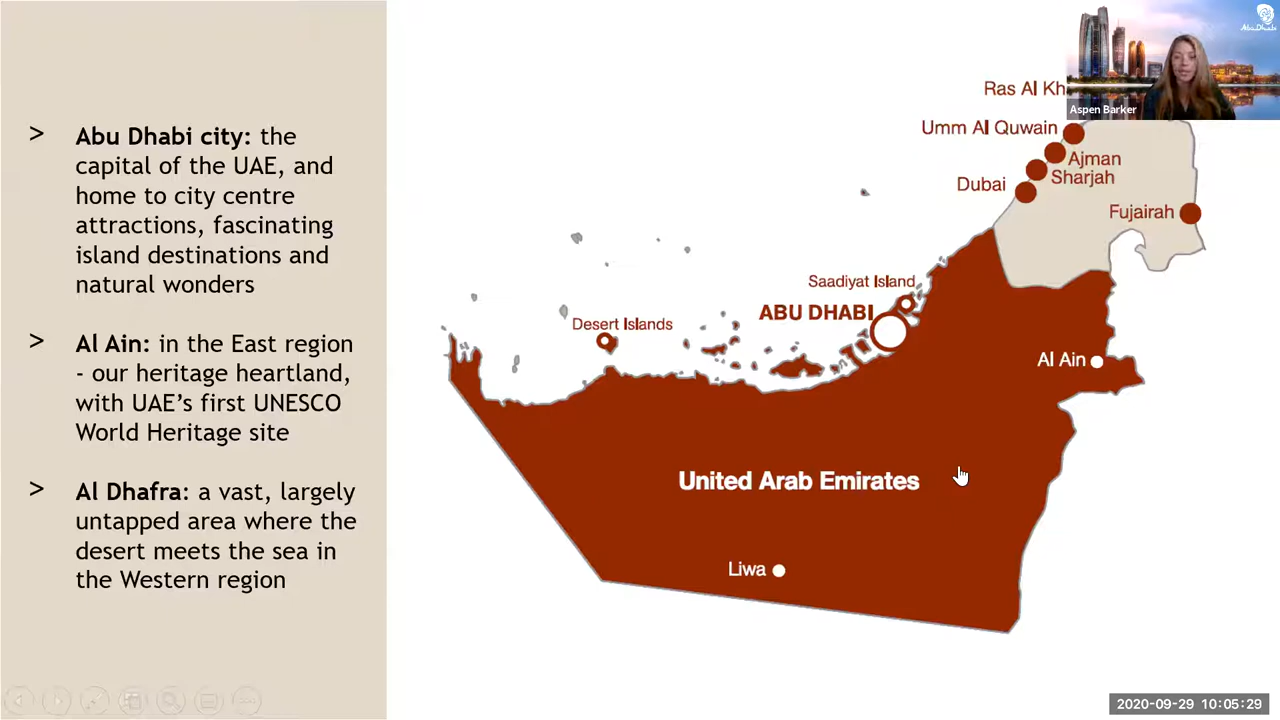 > Abu Dhabi city: the
capital of the UAE, and
home to city centre
attractions, fascinating
island destinations and
natural wonders
> Al Ain: in the East region
- our heritage heartland,
with UAE's first UNESCO
World Heritage site
> Al Dhafra: a vast, largely
untapped area where the
desert meets the sea in
the Western region
Abu Dhabi
Aspen Barker
Ras Al Kh
Umm Al Quwain
Ajman
Sharjah
Dubai
Fujairah
Saadiyat Island
ABU DHABI
Desert Islands
Al Ain
United Arab Emirates
Liwa
2020-09-29 10:05:29